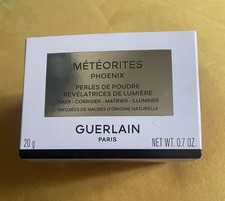 MÉTÉORITES
PHOENIX
PERLES DE POUDRE
RÉVÉLATRICES DE LUMIÈRE
FIXER - CORRIGER - MATIFIER - ILLUMINER
INFUSÉES DE NACRES D'ORIGINE NATURELLE
GUERLAIN
PARIS
20 g
NET WT. 0.7 OZ.